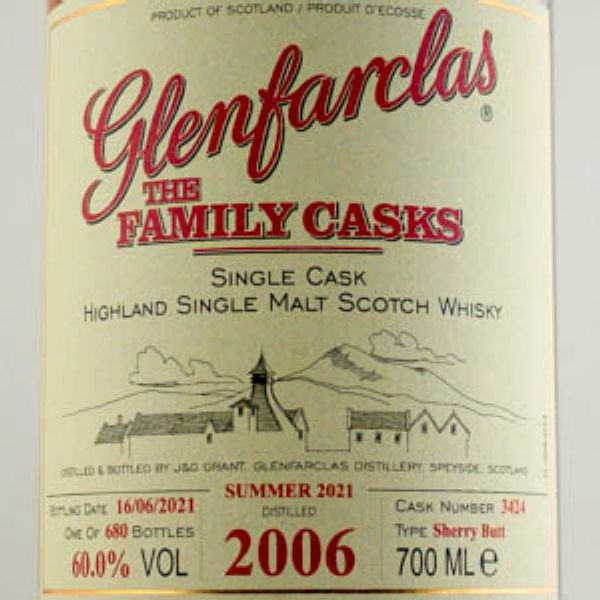 PRODUCT OF SCOTLAND / PRODUIT D'ECOSSE
Glenfarclas ®
THE
FAMILY CASKS
SINGLE CASK
HIGHLAND SINGLE MALT SCOTCH WHISKY
DISTILLED & BOTTLED BY J&G GRANT, GLENFARCLAS DISTILLERY, SPEYSIDE, SCOTLAND
BOTTLING DATE 16/06/2021
ONE OF 680 BOTTLES
60.0% VOL
SUMMER 2021
DISTILLED
2006
CASK NUMBER 3424
TYPE Sherry Butt
700 ML e